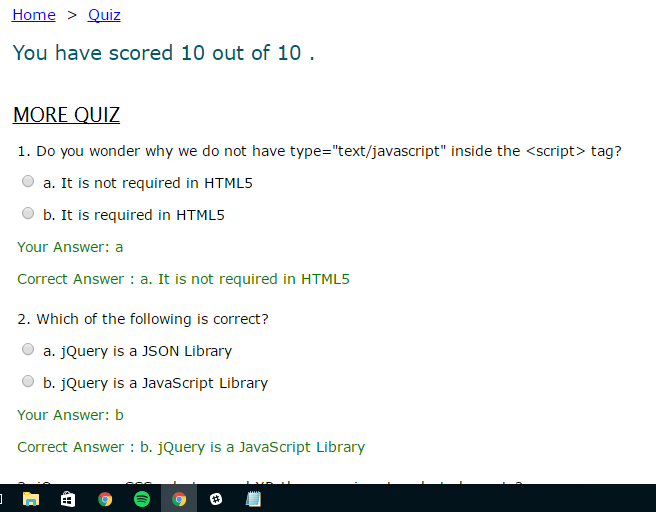 Home > Quiz
You have scored 10 out of 10 .
MORE QUIZ
1. Do you wonder why we do not have type="text/javascript" inside the <script> tag?
a. It is not required in HTML5
b. It is required in HTML5
Your Answer: a
Correct Answer : a. It is not required in HTML5
2. Which of the following is correct?
a. jQuery is a JSON Library
b. jQuery is a JavaScript Library
Your Answer: b
Correct Answer : b. jQuery is a JavaScript Library